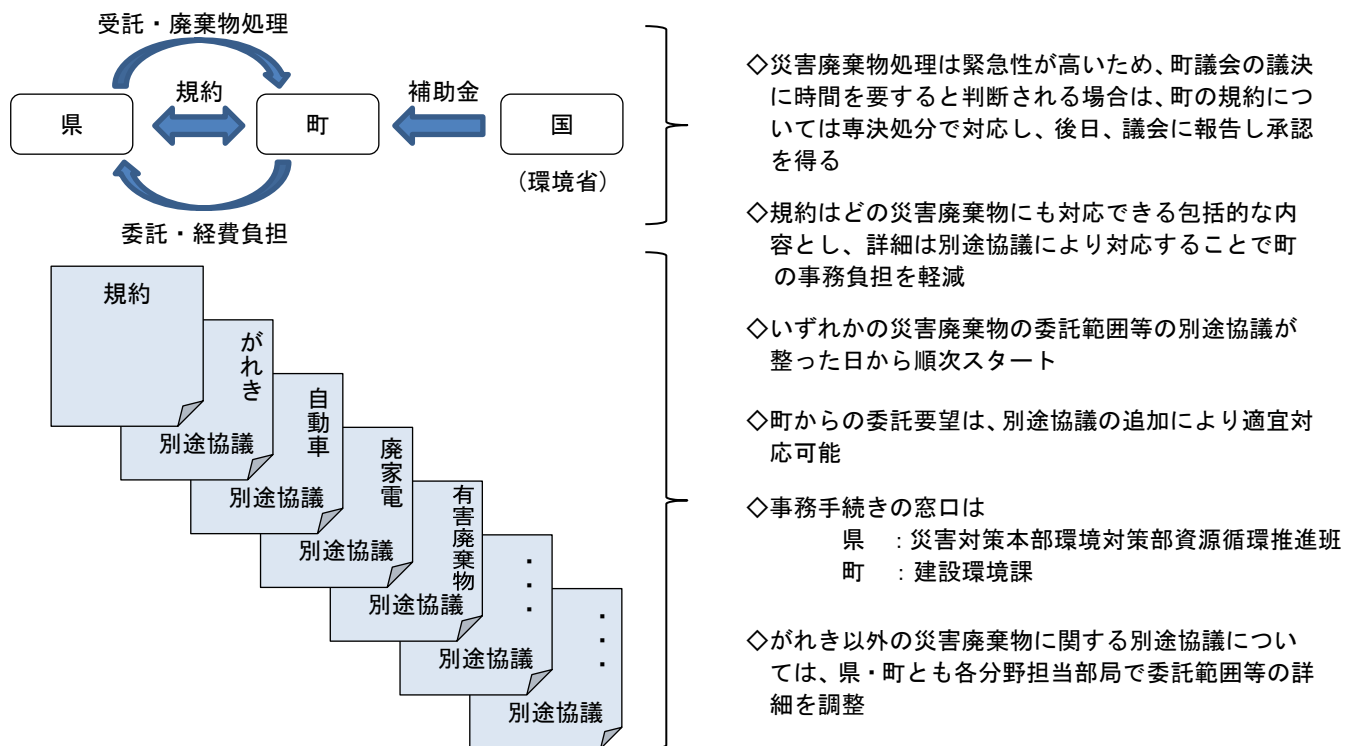 受託・廃棄物処理
県
規約
町
補助金
国
（環境省）
委託・経費負担
規約
がれき
別途協議
自動車
別途協議
廃家電
別途協議
有害廃棄物
別途協議
・・・
別途協議
・・・
別途協議
◇災害廃棄物処理は緊急性が高いため、町議会の議決
に時間を要すると判断される場合は、町の規約につ
いては専決処分で対応し、後日、議会に報告し承認
を得る
◇規約はどの災害廃棄物にも対応できる包括的な内
容とし、詳細は別途協議により対応することで町
の事務負担を軽減
◇いずれかの災害廃棄物の委託範囲等の別途協議が
整った日から順次スタート
◇町からの委託要望は、別途協議の追加により適宜対
応可能
◇事務手続きの窓口は
県　：災害対策本部環境対策部資源循環推進班
町　：建設環境課
◇がれき以外の災害廃棄物に関する別途協議につい
ては、県・町とも各分野担当部局で委託範囲等の詳
細を調整